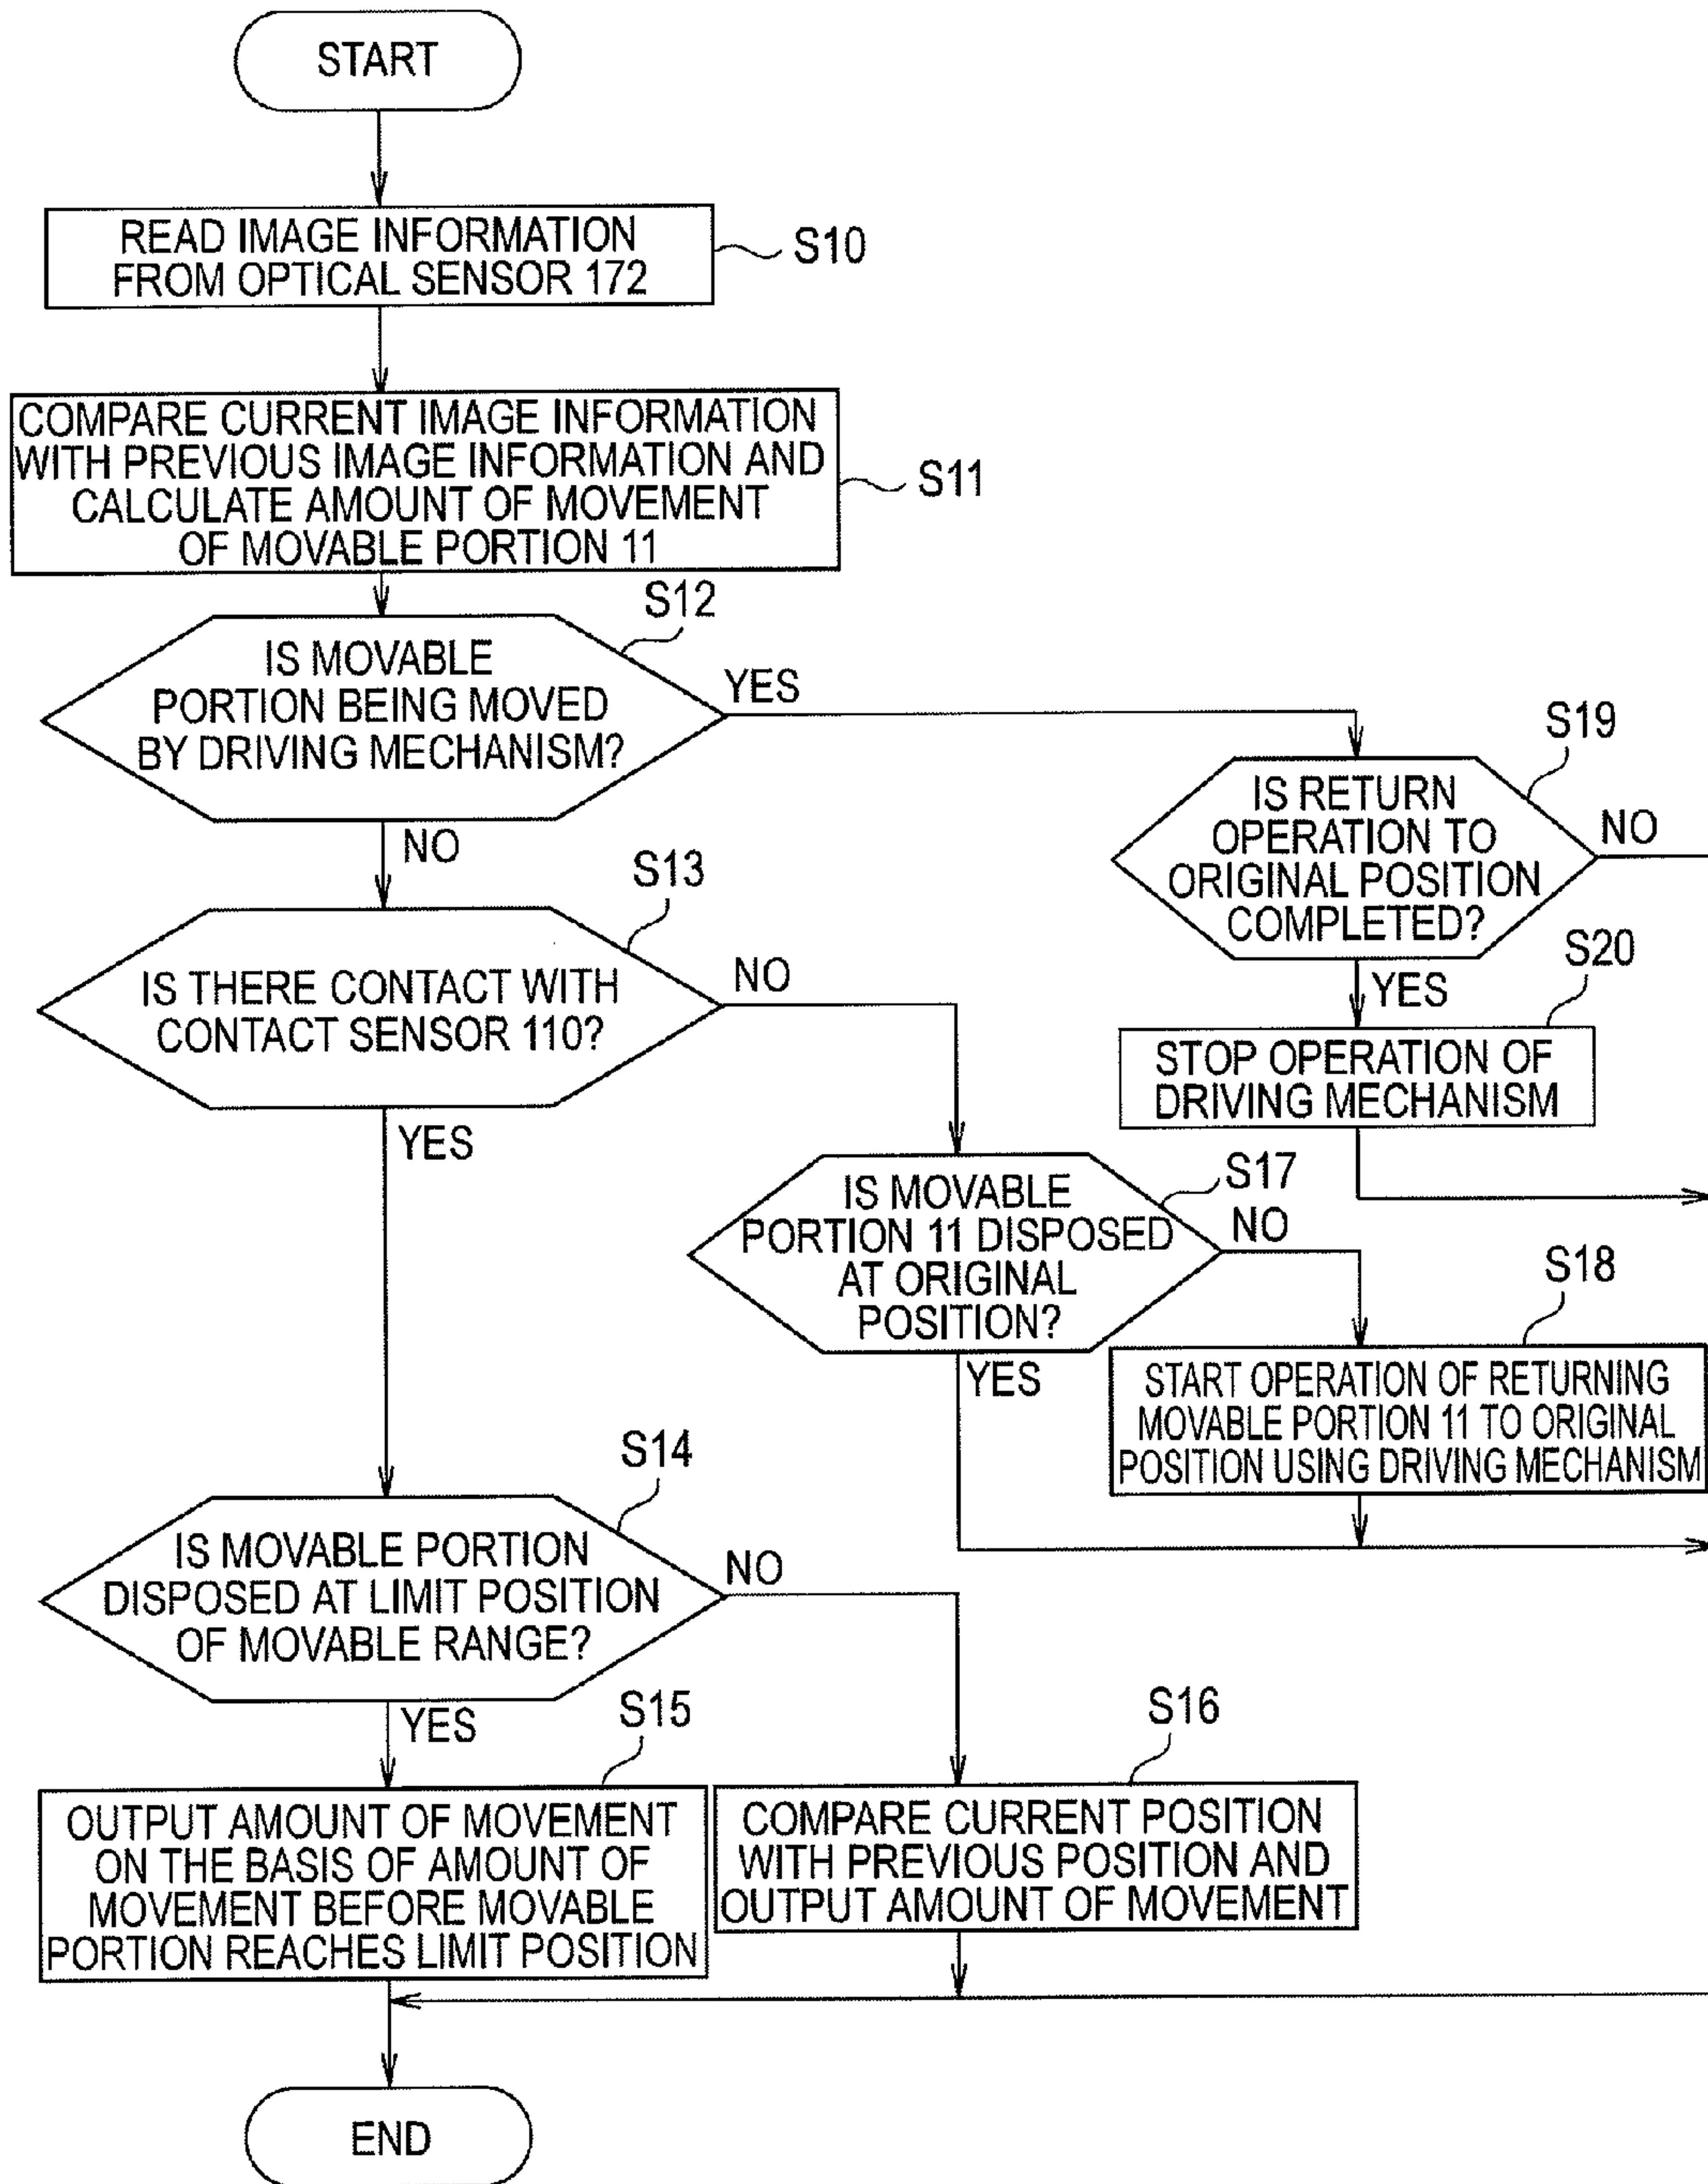 START
READ IMAGE INFORMATION
FROM OPTICAL SENSOR 172
S10
COMPARE CURRENT IMAGE INFORMATION
WITH PREVIOUS IMAGE INFORMATION AND
CALCULATE AMOUNT OF MOVEMENT
OF MOVABLE PORTION 11
S11
S12
IS MOVABLE
PORTION BEING MOVED
BY DRIVING MECHANISM?
YES
NO
S19
IS RETURN
OPERATION TO
ORIGINAL POSITION
COMPLETED?
NO
YES
S20
STOP OPERATION OF
DRIVING MECHANISM
S13
IS THERE CONTACT WITH
CONTACT SENSOR 110?
NO
YES
S17
IS MOVABLE
PORTION 11 DISPOSED
AT ORIGINAL
POSITION?
NO
YES
S18
START OPERATION OF RETURNING
MOVABLE PORTION 11 TO ORIGINAL
POSITION USING DRIVING MECHANISM
S14
IS MOVABLE PORTION
DISPOSED AT LIMIT POSITION
OF MOVABLE RANGE?
NO
YES
S15
OUTPUT AMOUNT OF MOVEMENT
ON THE BASIS OF AMOUNT OF
MOVEMENT BEFORE MOVABLE
PORTION REACHES LIMIT POSITION
S16
COMPARE CURRENT POSITION
WITH PREVIOUS POSITION AND
OUTPUT AMOUNT OF MOVEMENT
END